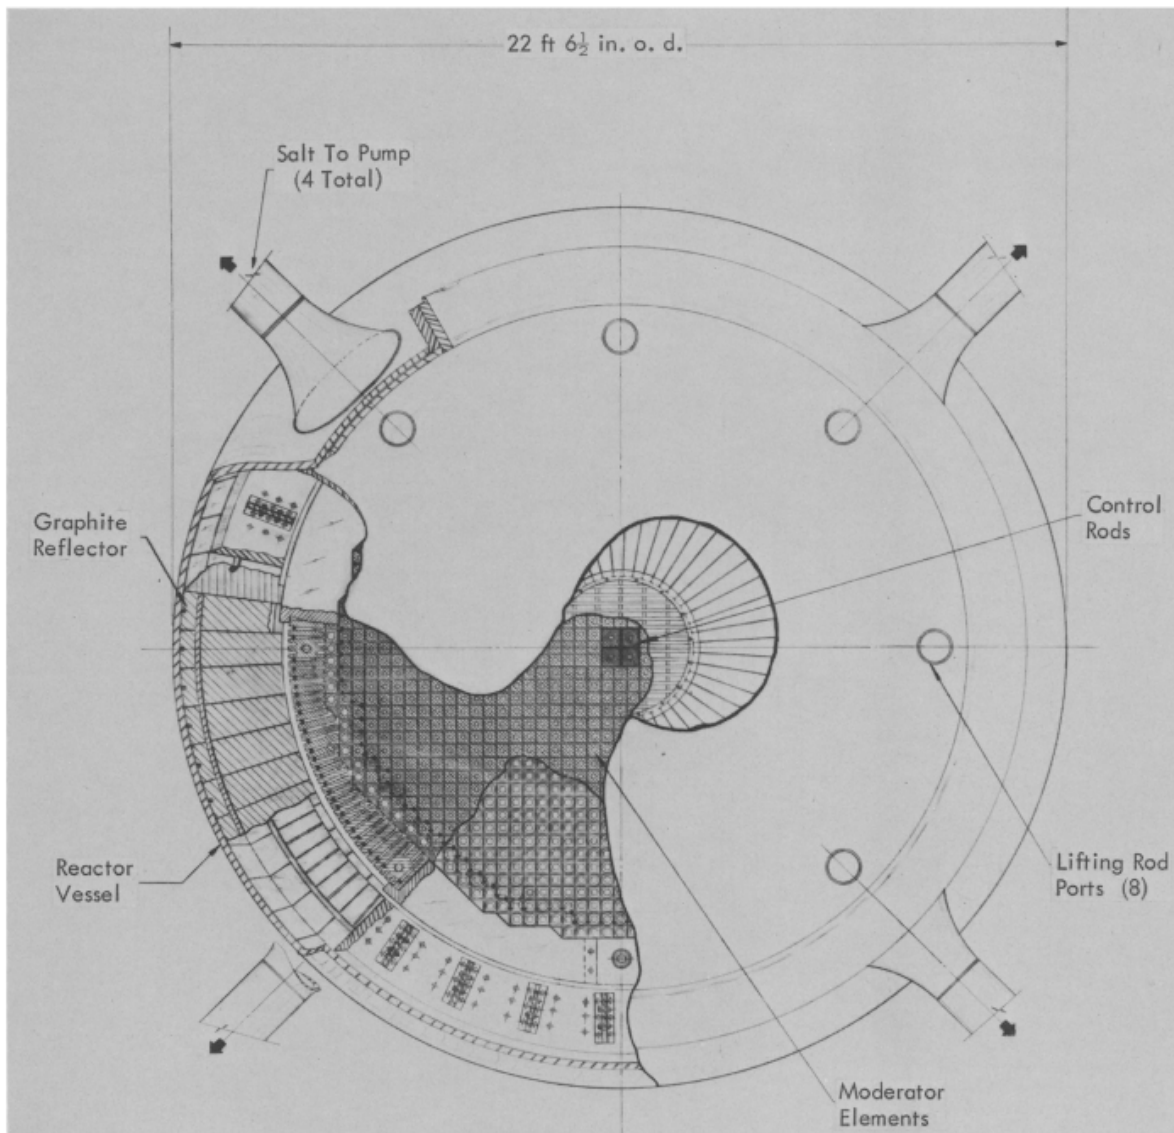 22 ft 6½ in. o. d.
Salt To Pump
(4 Total)
Graphite
Reflector
Control
Rods
Reactor
Vessel
Lifting Rod
Ports (8)
Moderator
Elements